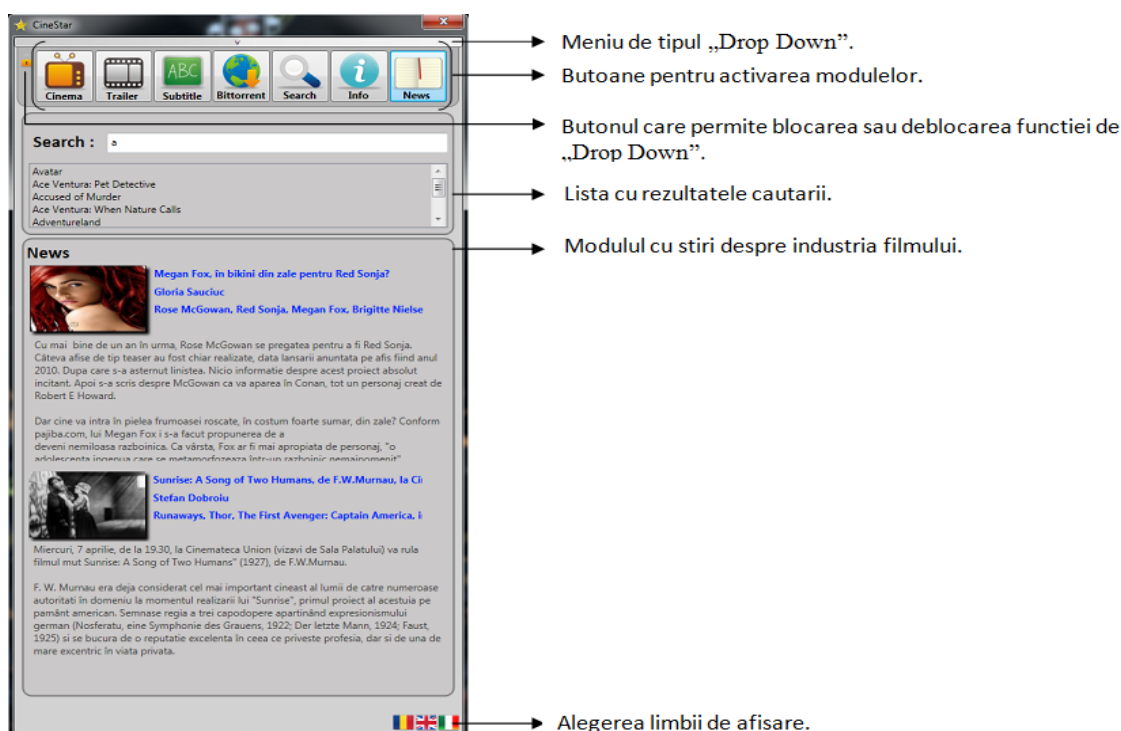 CineStar
Meniu de tipul „Drop Down”.
Butoane pentru activarea modulelor.
Cinema Trailer Subtitle Bittorrent Search Info News
ABC
Butonul care permite blocarea sau deblocarea functiei de
„Drop Down”.
Search : a
Lista cu rezultatele cautarii.
Avatar
Ace Ventura: Pet Detective
Accused of Murder
Ace Ventura: When Nature Calls
Adventureland
Modulul cu stiri despre industria filmului.
News
Megan Fox, în bikini din zale pentru Red Sonja?
Gloria Sauciuc
Rose McGowan, Red Sonja, Megan Fox, Brigitte Nielse
Cu mai bine de un an în urma, Rose McGowan se pregatea pentru a fi Red Sonja.
Câteva afise de tip teaser au fost chiar realizate, data lansarii anuntata pe afis fiind anul
2010. Dupa care s-a asternut linistea. Nicio informatie despre acest proiect absolut
incitant. Apoi s-a scris despre McGowan ca va aparea în Conan, tot un personaj creat de
Robert E Howard.
Dar cine va intra în pielea frumoasei roscate, în costum foarte sumar, din zale? Conform
pajiba.com, lui Megan Fox i s-a facut propunerea de a
deveni nemiloasa razboinica. Ca vârsta, Fox ar fi mai apropiata de personaj, "o
adolescenta ingenua care se metamorfozeaza într-un razboinic nemaipomenit"
Sunrise: A Song of Two Humans, de F.W.Murnau, la Ci
Stefan Dobroiu
Runaways, Thor, The First Avenger: Captain America, i
Miercuri, 7 aprilie, de la 19.30, la Cinemateca Union (vizavi de Sala Palatului) va rula
filmul mut Sunrise: A Song of Two Humans" (1927), de F.W.Murnau.
F. W. Murnau era deja considerat cel mai important cineast al lumii de catre numeroase
autoritati în domeniu la momentul realizarii lui "Sunrise", primul proiect al acestuia pe
pamânt american. Semnase regia a trei capodopere apartinând expresionismului
german (Nosferatu, eine Symphonie des Grauens, 1922; Der letzte Mann, 1924; Faust,
1925) si se bucura de o reputatie excelenta în ceea ce priveste profesia, dar si de una de
mare excentric în viata privata.
Alegerea limbii de afisare.